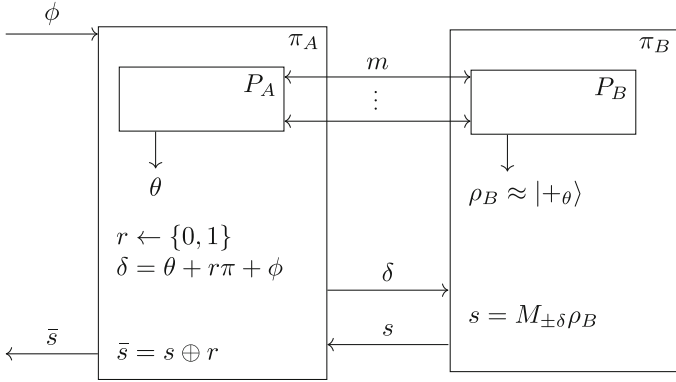 ϕ
π_A
π_B
P_A
m
⋮
P_B
θ
ρ_B ≈ |+_θ⟩
r ← {0, 1}
δ = θ + rπ + ϕ
δ
s = M_{±δ}ρ_B
s̄
s
s̄ = s ⊕ r